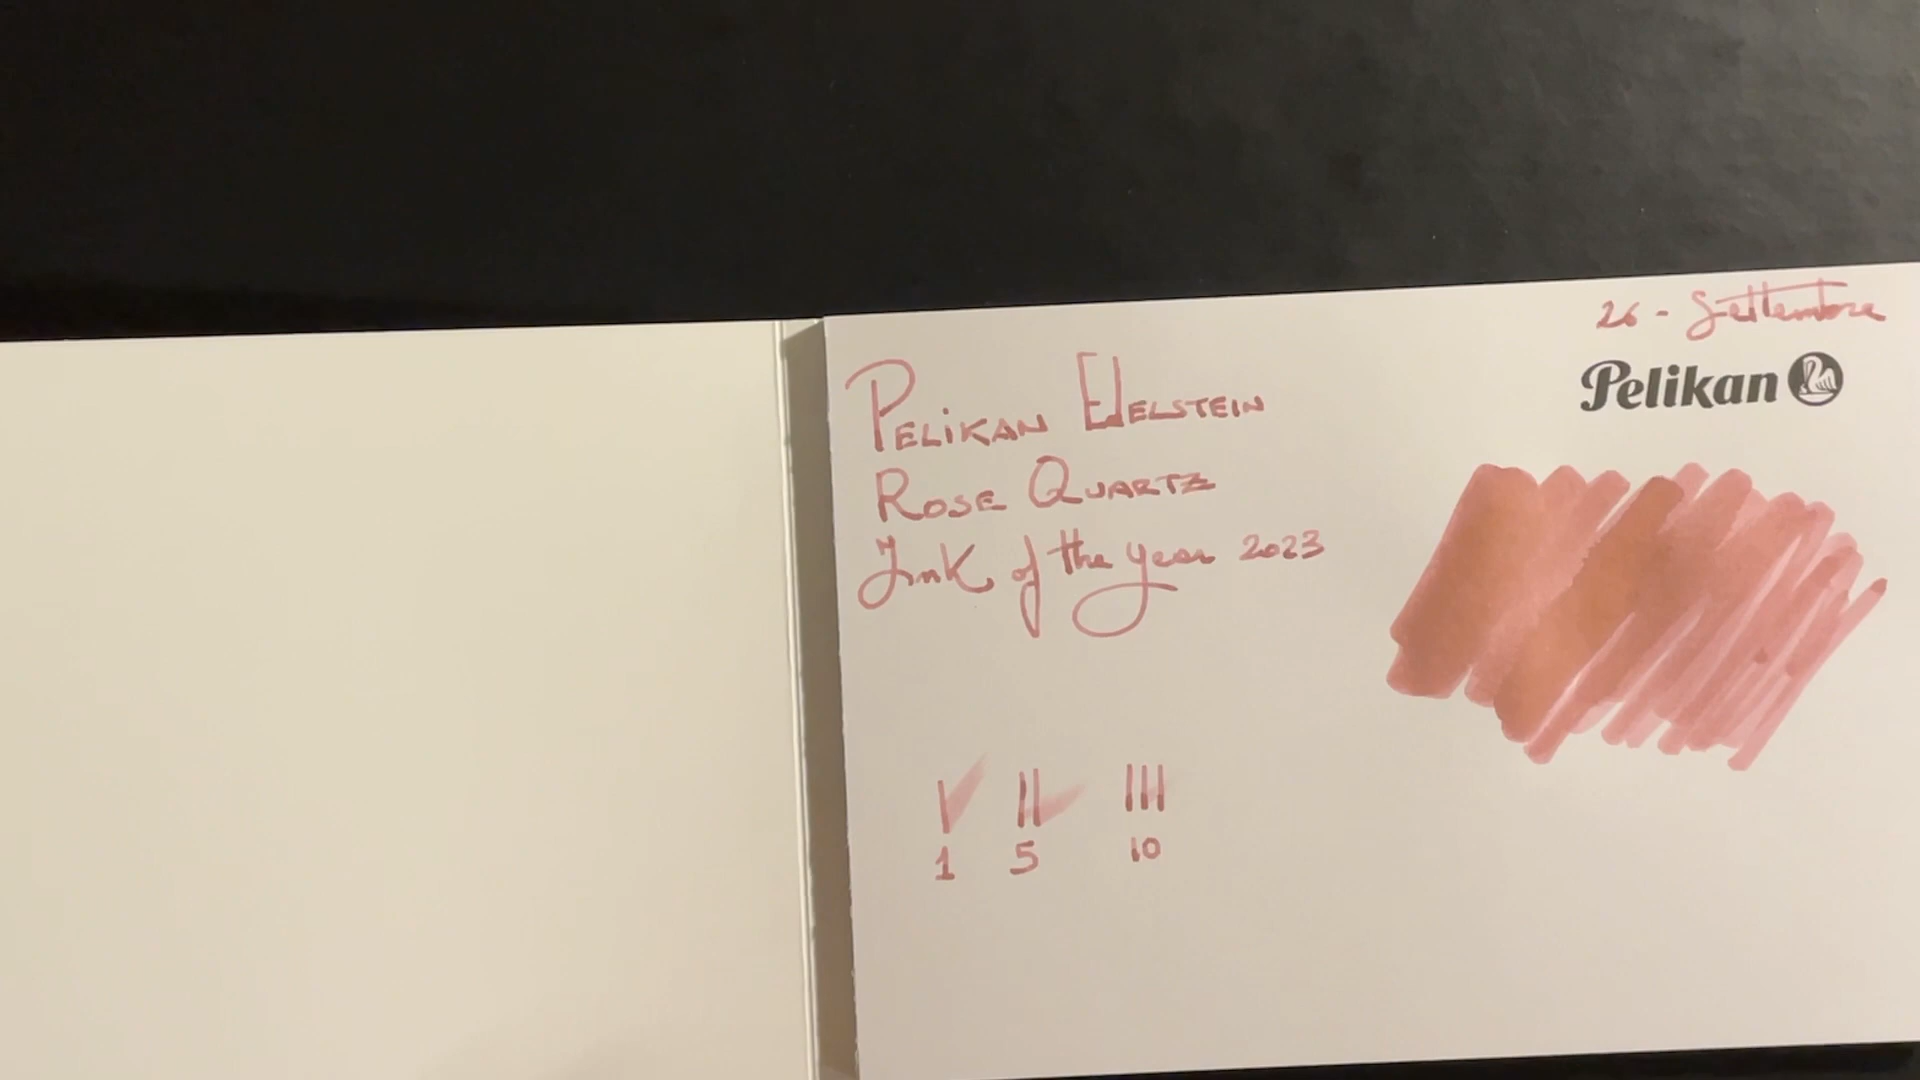 26 - Settembre
Pelikan
PELiKAN EDELSTEIN
ROSE QUARTZ
Ink of the year 2023
1 5 10